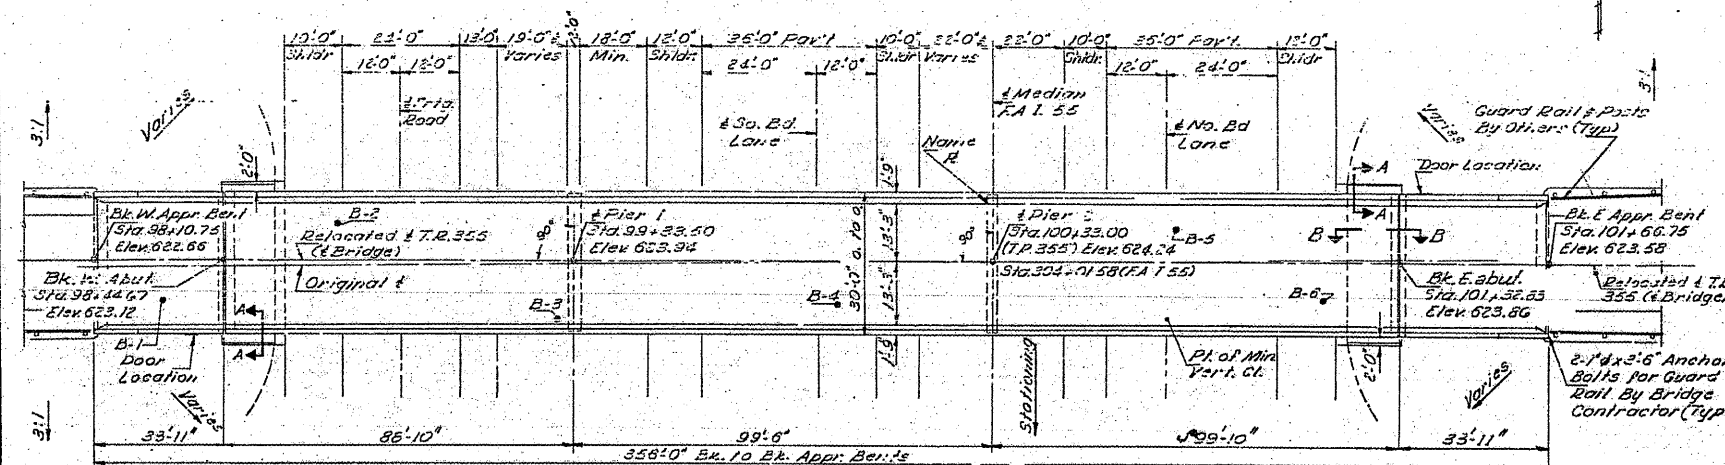 10'-0" Shldr
24'-0"
12'-0" 12'-0"
13'-0"
19'-0"± Varies
2'-0"
18'-0" Min.
12'-0" Shldr.
36'-0" Pav't
24'-0" 12'-0"
10'-0" Shldr
22'-0"± Varies
22'-0"
10'-0" Shldr.
36'-0" Pav't.
12'-0" 24'-0"
12'-0" Shldr
3:1
Varies
2'-0"
℄ Frtg. Road
℄ So. Bd. Lane
Name ℞
℄ Median
F.A.I. 55
℄ No. Bd Lane
Varies
Guard Rail & Posts
By Others (Typ)
3:1
Door Location
A
A
1'-9"
Bk. W. Appr. Bent
Sta. 98+10.75
Elev. 622.66
B-2
Relocated ℄ T.R. 355
(℄ Bridge)
Original ℄
90°
℄ Pier 1
Sta. 99+33.50
Elev. 623.94
30'-0" o. to o.
13'-3"
13'-3"
90°
℄ Pier 2
Sta. 100+33.00
(T.R. 355) Elev. 624.24
Sta. 304+01.58 (F.A.I. 55)
B-5
B
B
Bk. E. Appr. Bent
Sta. 101+66.75
Elev. 623.58
Bk. W. Abut.
Sta. 98+44.67
Elev. 623.12
B-1
Door
Location
A
A
B-3
B-4
B-6
Bk. E. abut.
Sta. 101+32.83
Elev. 623.86
Relocated ℄ T.R.
355 (℄ Bridge)
1'-9"
Stationing
Pt. of Min
Vert. Cl.
2'-0"
Varies
2-1"φx3'-6" Anchor
Bolts for Guard
Rail By Bridge
Contractor (Typ
3:1
Varies
33'-11"
86'-10"
99'-6"
99'-10"
33'-11"
356'-0" Bk. to Bk. Appr. Bents